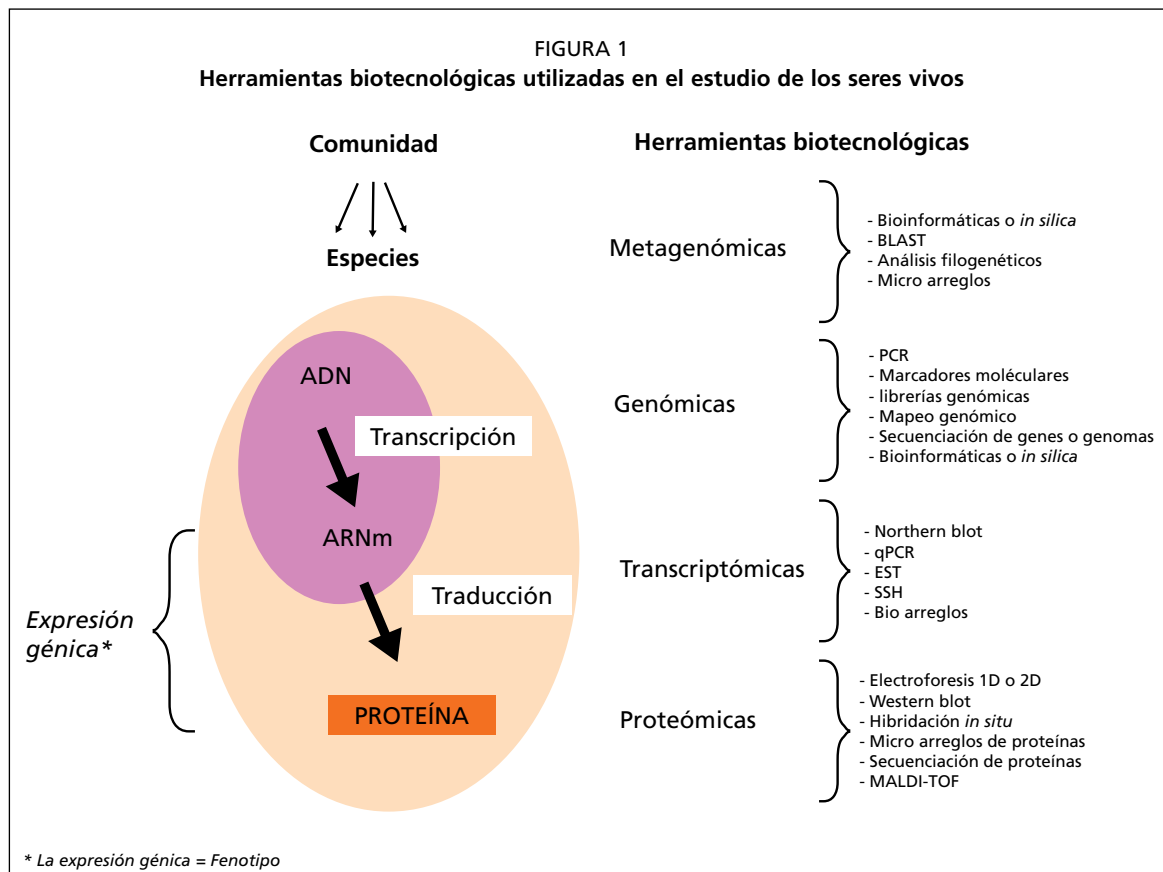 FIGURA 1
Herramientas biotecnológicas utilizadas en el estudio de los seres vivos
Comunidad
Especies
ADN
Transcripción
ARNm
Traducción
PROTEÍNA
Expresión
génica*
Herramientas biotecnológicas
Metagenómicas
- Bioinformáticas o in silica
- BLAST
- Análisis filogenéticos
- Micro arreglos
Genómicas
- PCR
- Marcadores moléculares
- librerías genómicas
- Mapeo genómico
- Secuenciación de genes o genomas
- Bioinformáticas o in silica
Transcriptómicas
- Northern blot
- qPCR
- EST
- SSH
- Bio arreglos
Proteómicas
- Electroforesis 1D o 2D
- Western blot
- Hibridación in situ
- Micro arreglos de proteínas
- Secuenciación de proteínas
- MALDI-TOF
* La expresión génica = Fenotipo